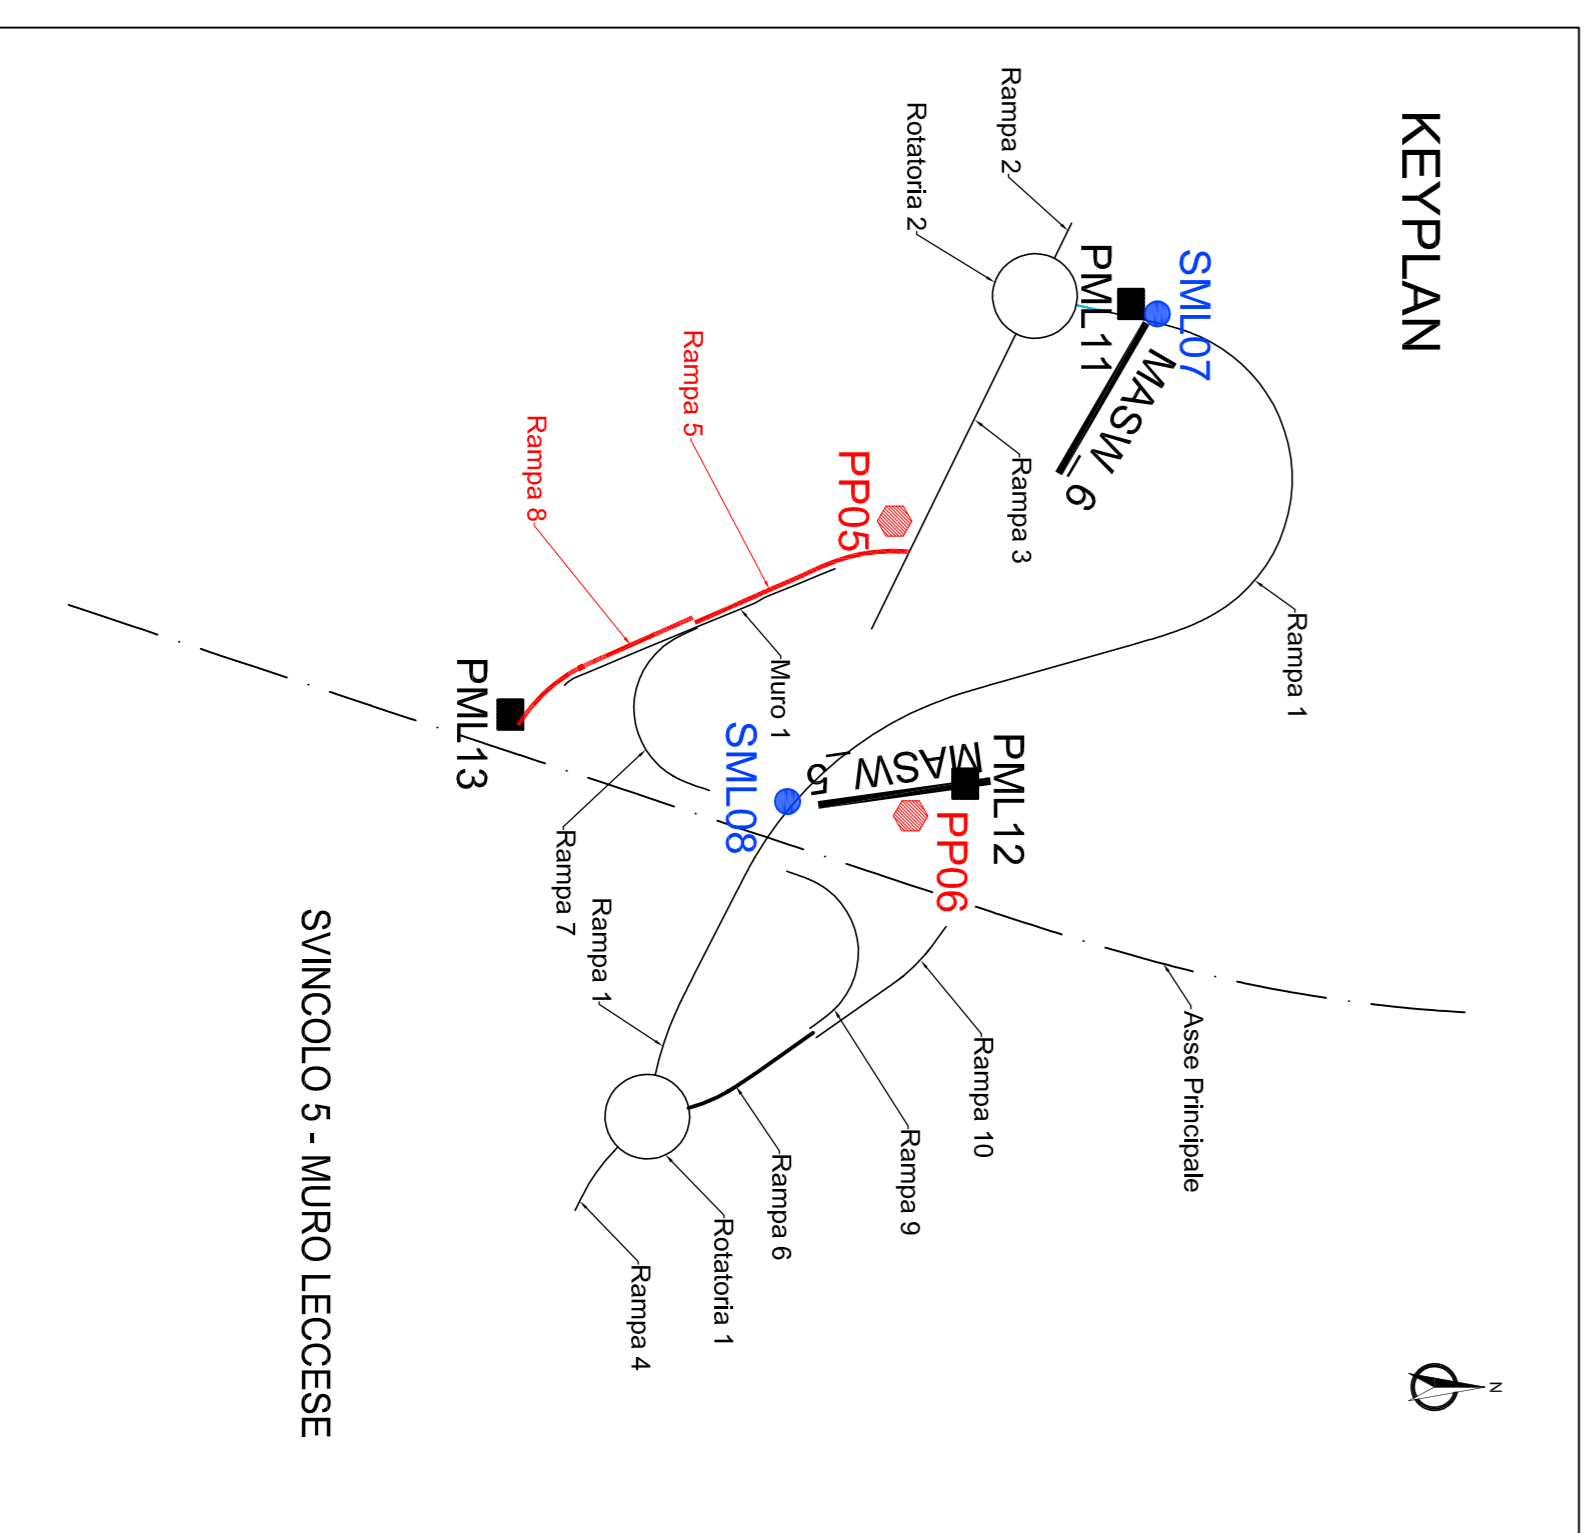 N
KEYPLAN
Rampa 1
SML07
Asse Principale
MASW_6
PML11
Rampa 3
Rampa 2
PML12
Rampa 10
MASW_5
PP06
Rotatoria 2
Rampa 9
PP05
Muro 1
Rampa 6
SML08
Rotatoria 1
Rampa 5
Rampa 4
Rampa 1
Rampa 7
Rampa 8
PML13
SVINCOLO 5 - MURO LECCESE